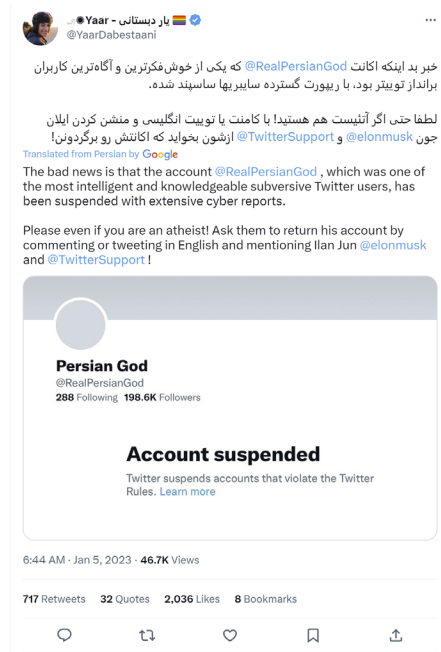 Yaar - یار دبستانی
@YaarDabestaani
خبر بد اینکه اکانت @RealPersianGod که یکی از خوش‌فکرترین و آگاه‌ترین کاربران
برانداز توییتر بود، با ریپورت گسترده سایبریها ساسپند شده.
لطفا حتی اگر آتئیست هم هستید! با کامنت یا توییت انگلیسی و منشن کردن ایلان
جون @elonmusk و @TwitterSupport ازشون بخواید که اکانتش رو برگردونن!
Translated from Persian by Google
The bad news is that the account @RealPersianGod , which was one of
the most intelligent and knowledgeable subversive Twitter users, has
been suspended with extensive cyber reports.
Please even if you are an atheist! Ask them to return his account by
commenting or tweeting in English and mentioning Ilan Jun @elonmusk
and @TwitterSupport !
Persian God
@RealPersianGod
288 Following 198.6K Followers
Account suspended
Twitter suspends accounts that violate the Twitter
Rules. Learn more
6:44 AM · Jan 5, 2023 · 46.7K Views
717 Retweets 32 Quotes 2,036 Likes 8 Bookmarks